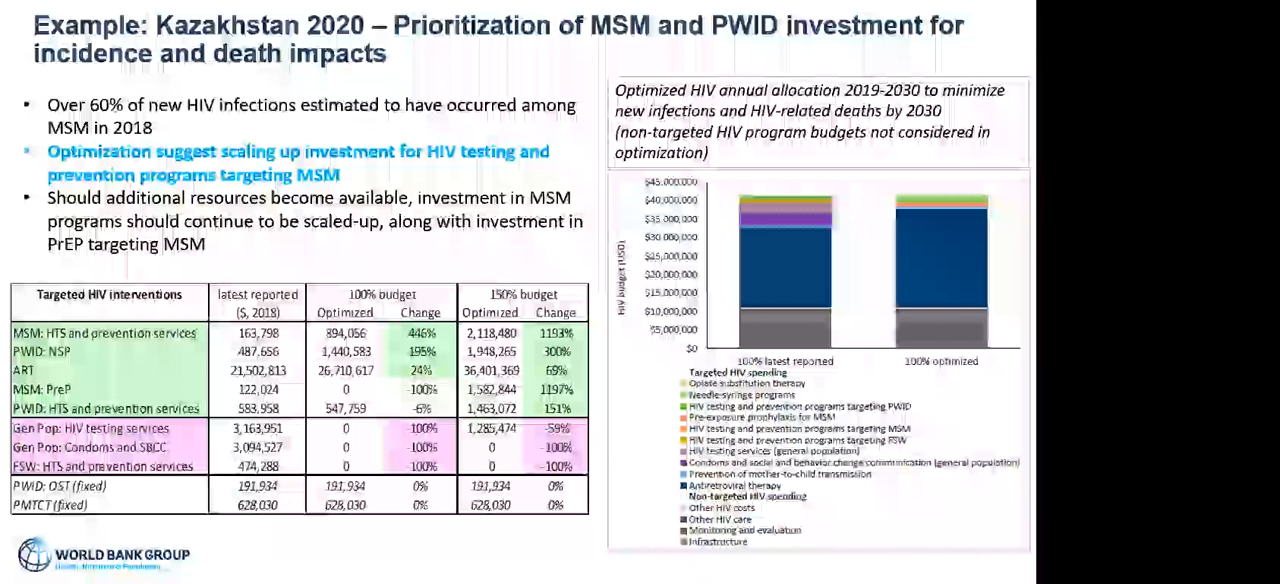 Example: Kazakhstan 2020 – Prioritization of MSM and PWID investment for
incidence and death impacts
• Over 60% of new HIV infections estimated to have occurred among
MSM in 2018
• Optimization suggest scaling up investment for HIV testing and
prevention programs targeting MSM
• Should additional resources become available, investment in MSM
programs should continue to be scaled-up, along with investment in
PrEP targeting MSM
Targeted HIV interventions latest reported 100% budget 150% budget
($, 2018) Optimized Change Optimized Change
MSM: HTS and prevention services 163,798 894,056 446% 2,118,480 1193%
PWID: NSP 487,656 1,440,583 195% 1,948,265 300%
ART 21,502,813 26,710,617 24% 36,401,369 69%
MSM: PreP 122,024 0 -100% 1,582,844 1197%
PWID: HTS and prevention services 583,958 547,759 -6% 1,463,072 151%
Gen Pop: HIV testing services 3,163,951 0 -100% 1,285,474 -59%
Gen Pop: Condoms and SBCC 3,094,527 0 -100% 0 -100%
FSW: HTS and prevention services 474,288 0 -100% 0 -100%
PWID: OST (fixed) 191,934 191,934 0% 191,934 0%
PMTCT (fixed) 628,030 628,030 0% 628,030 0%
WORLD BANK GROUP
Optimized HIV annual allocation 2019-2030 to minimize
new infections and HIV-related deaths by 2030
(non-targeted HIV program budgets not considered in
optimization)
HIV budget (USD)
$45,000,000
$40,000,000
$35,000,000
$30,000,000
$25,000,000
$20,000,000
$15,000,000
$10,000,000
$5,000,000
$0
100% latest reported 100% optimized
Targeted HIV spending
Opiate substitution therapy
Needle-syringe programs
HIV testing and prevention programs targeting PWID
Pre-exposure prophylaxis for MSM
HIV testing and prevention programs targeting MSM
HIV testing and prevention programs targeting FSW
HIV testing services (general population)
Condoms and social and behavior change communication (general population)
Prevention of mother-to-child transmission
Antiretroviral therapy
Non-targeted HIV spending
Other HIV costs
Other HIV care
Monitoring and evaluation
Infrastructure